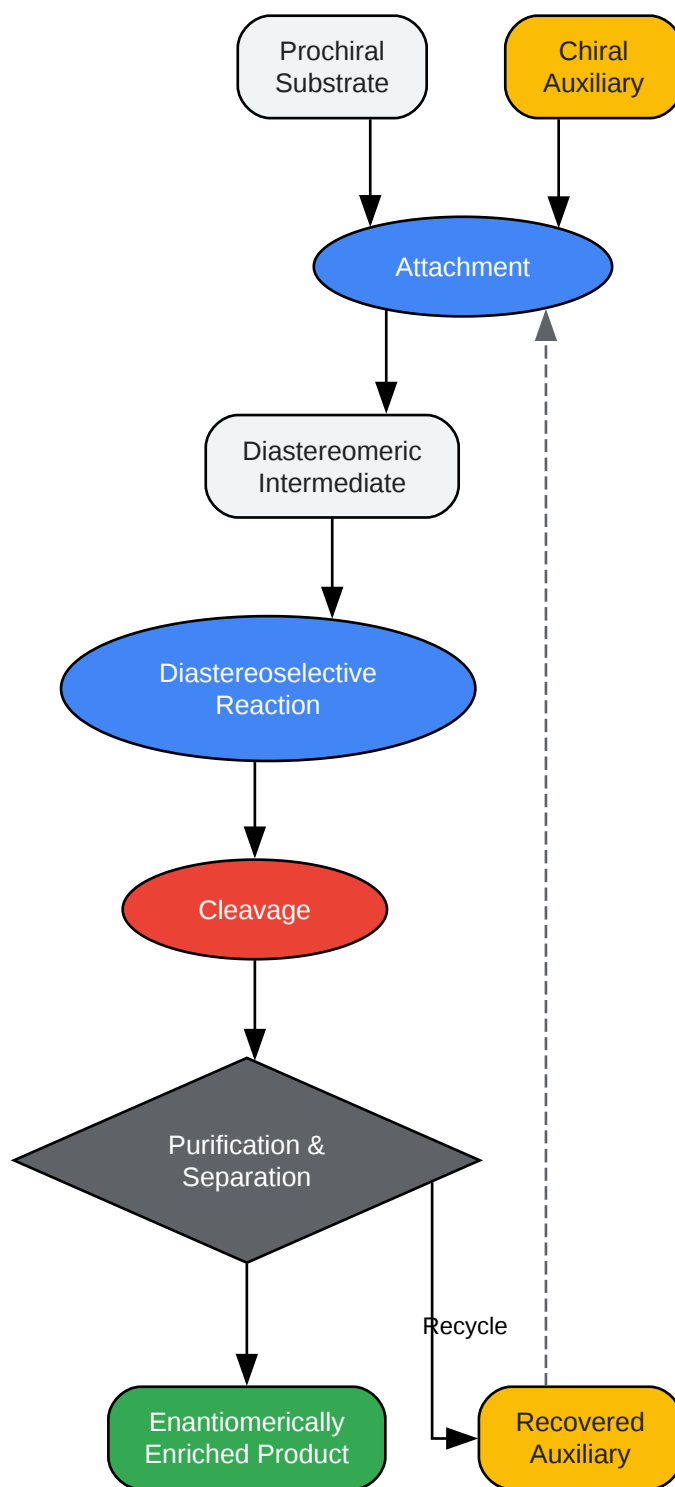 Prochiral
Substrate
Chiral
Auxiliary
Attachment
Diastereomeric
Intermediate
Diastereoselective
Reaction
Cleavage
Purification &
Separation
Recycle
Enantiomerically
Enriched Product
Recovered
Auxiliary